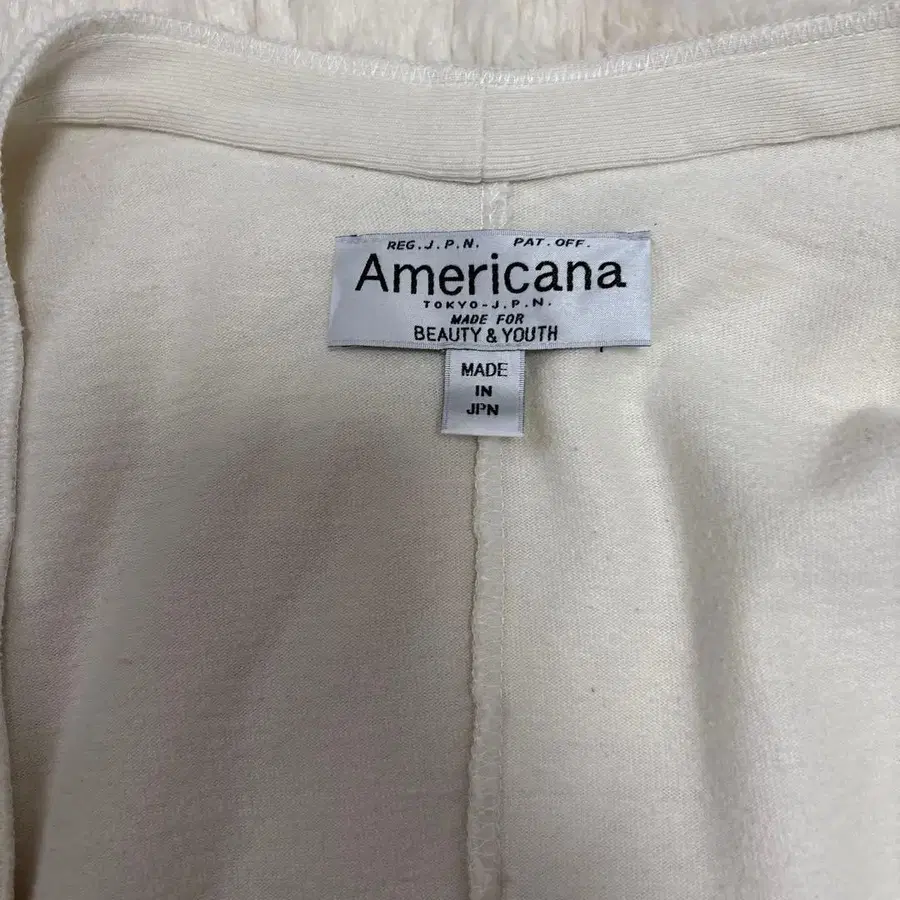 REG.J.P.N. PAT.OFF.
Americana
TOKYO-J.P.N.
MADE FOR
BEAUTY & YOUTH
MADE
IN
JPN